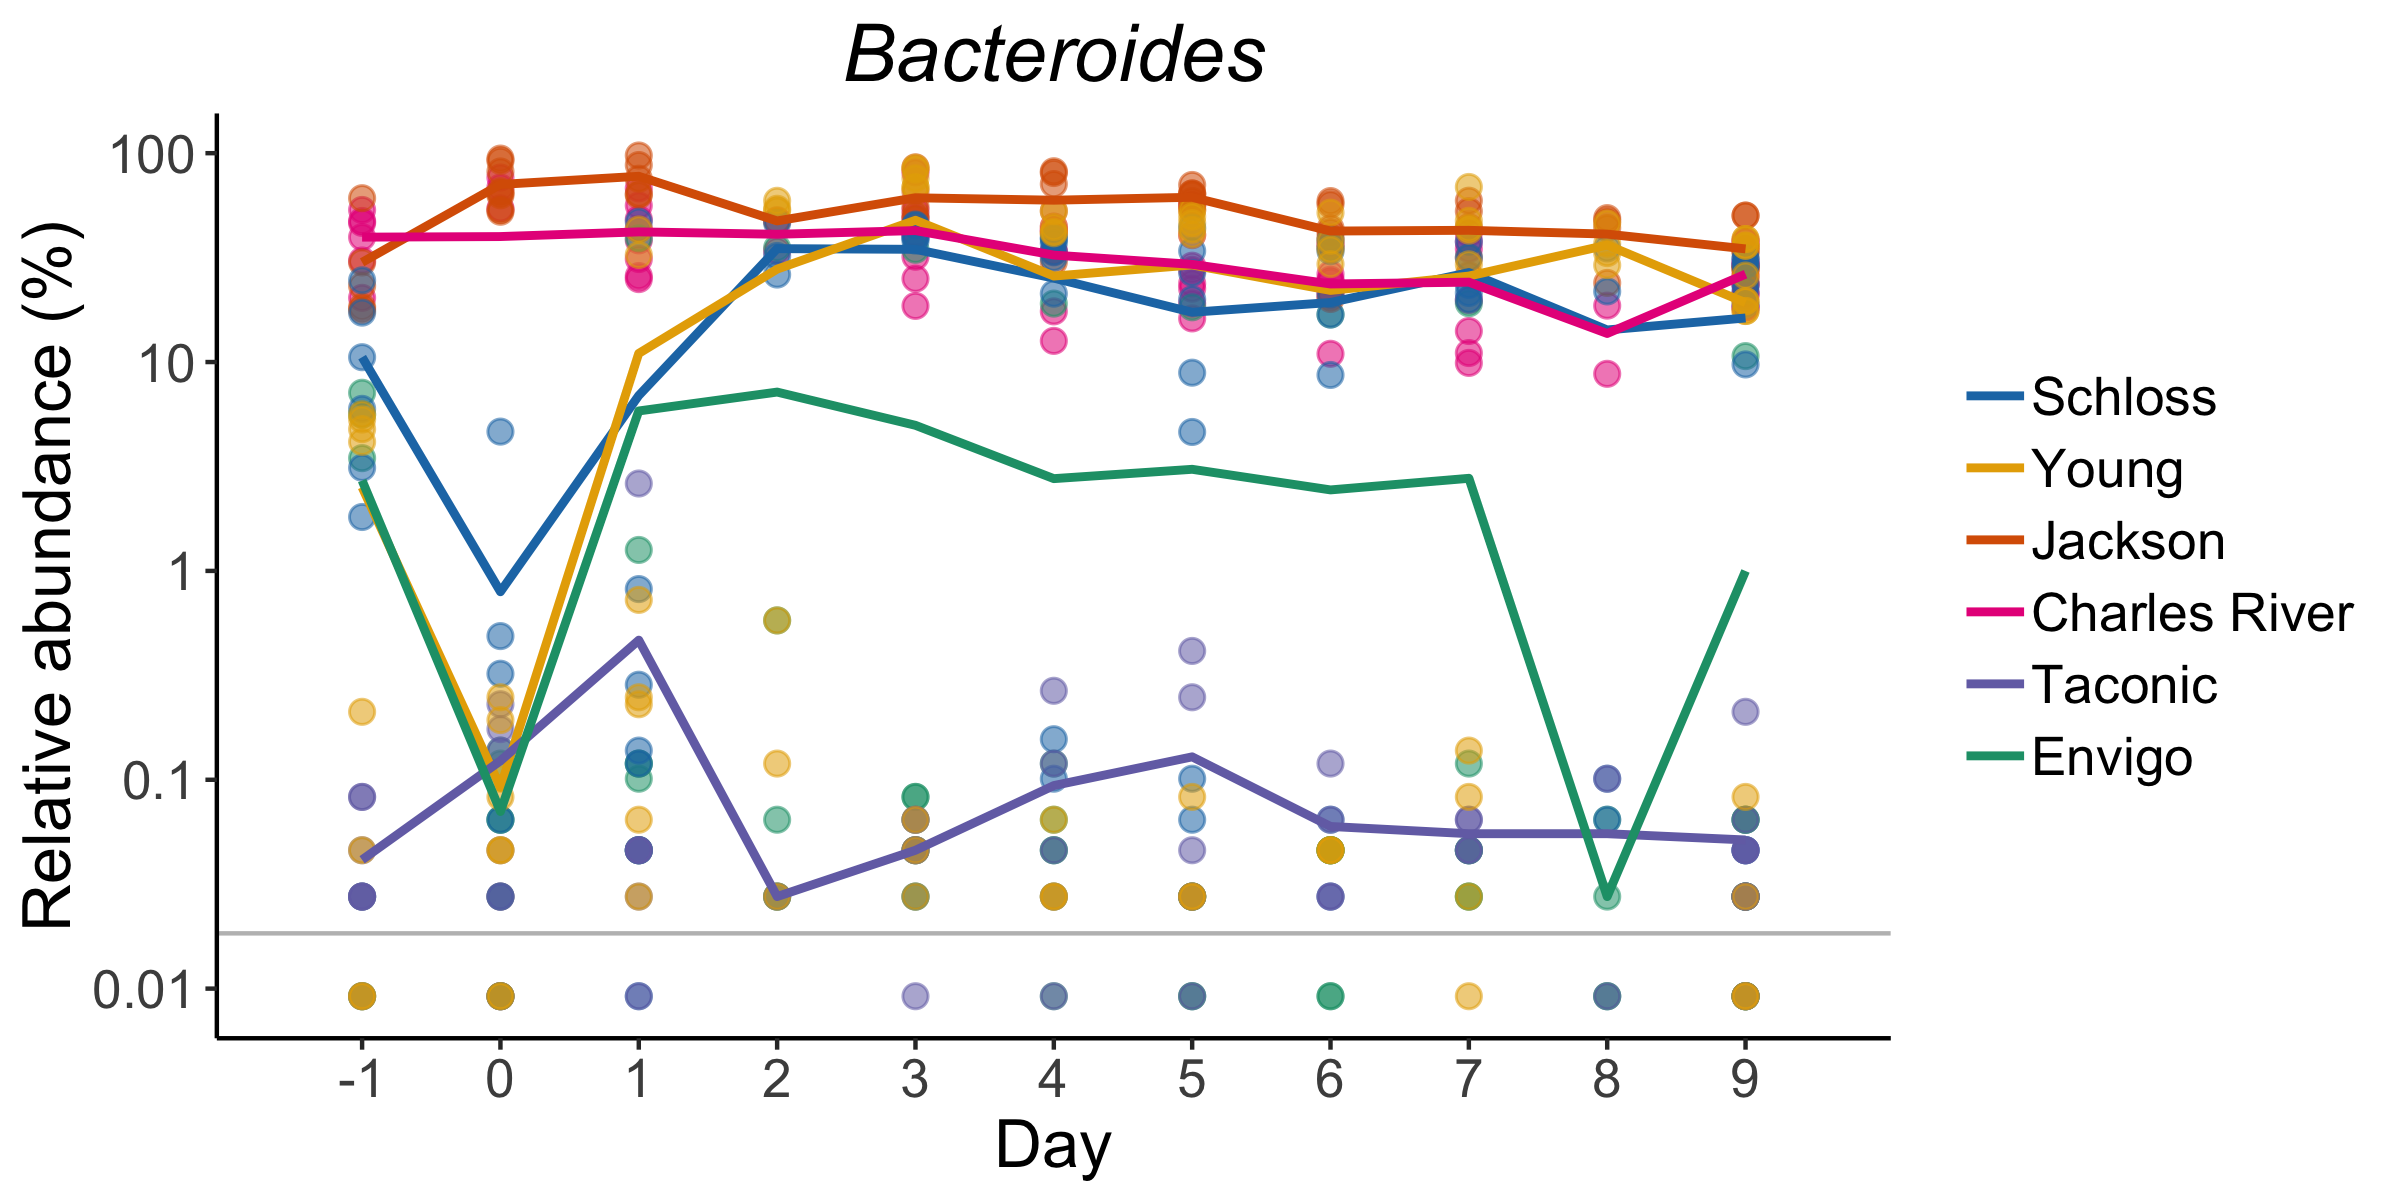 Bacteroides
Relative abundance (%)
100
10
1
0.1
0.01
-1 0 1 2 3 4 5 6 7 8 9
Day
Schloss
Young
Jackson
Charles River
Taconic
Envigo